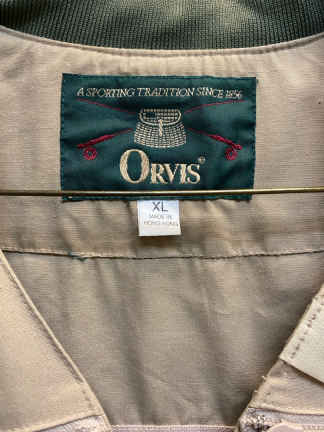 A SPORTING TRADITION SINCE 1856
ORVIS®
XL
MADE IN
HONG KONG